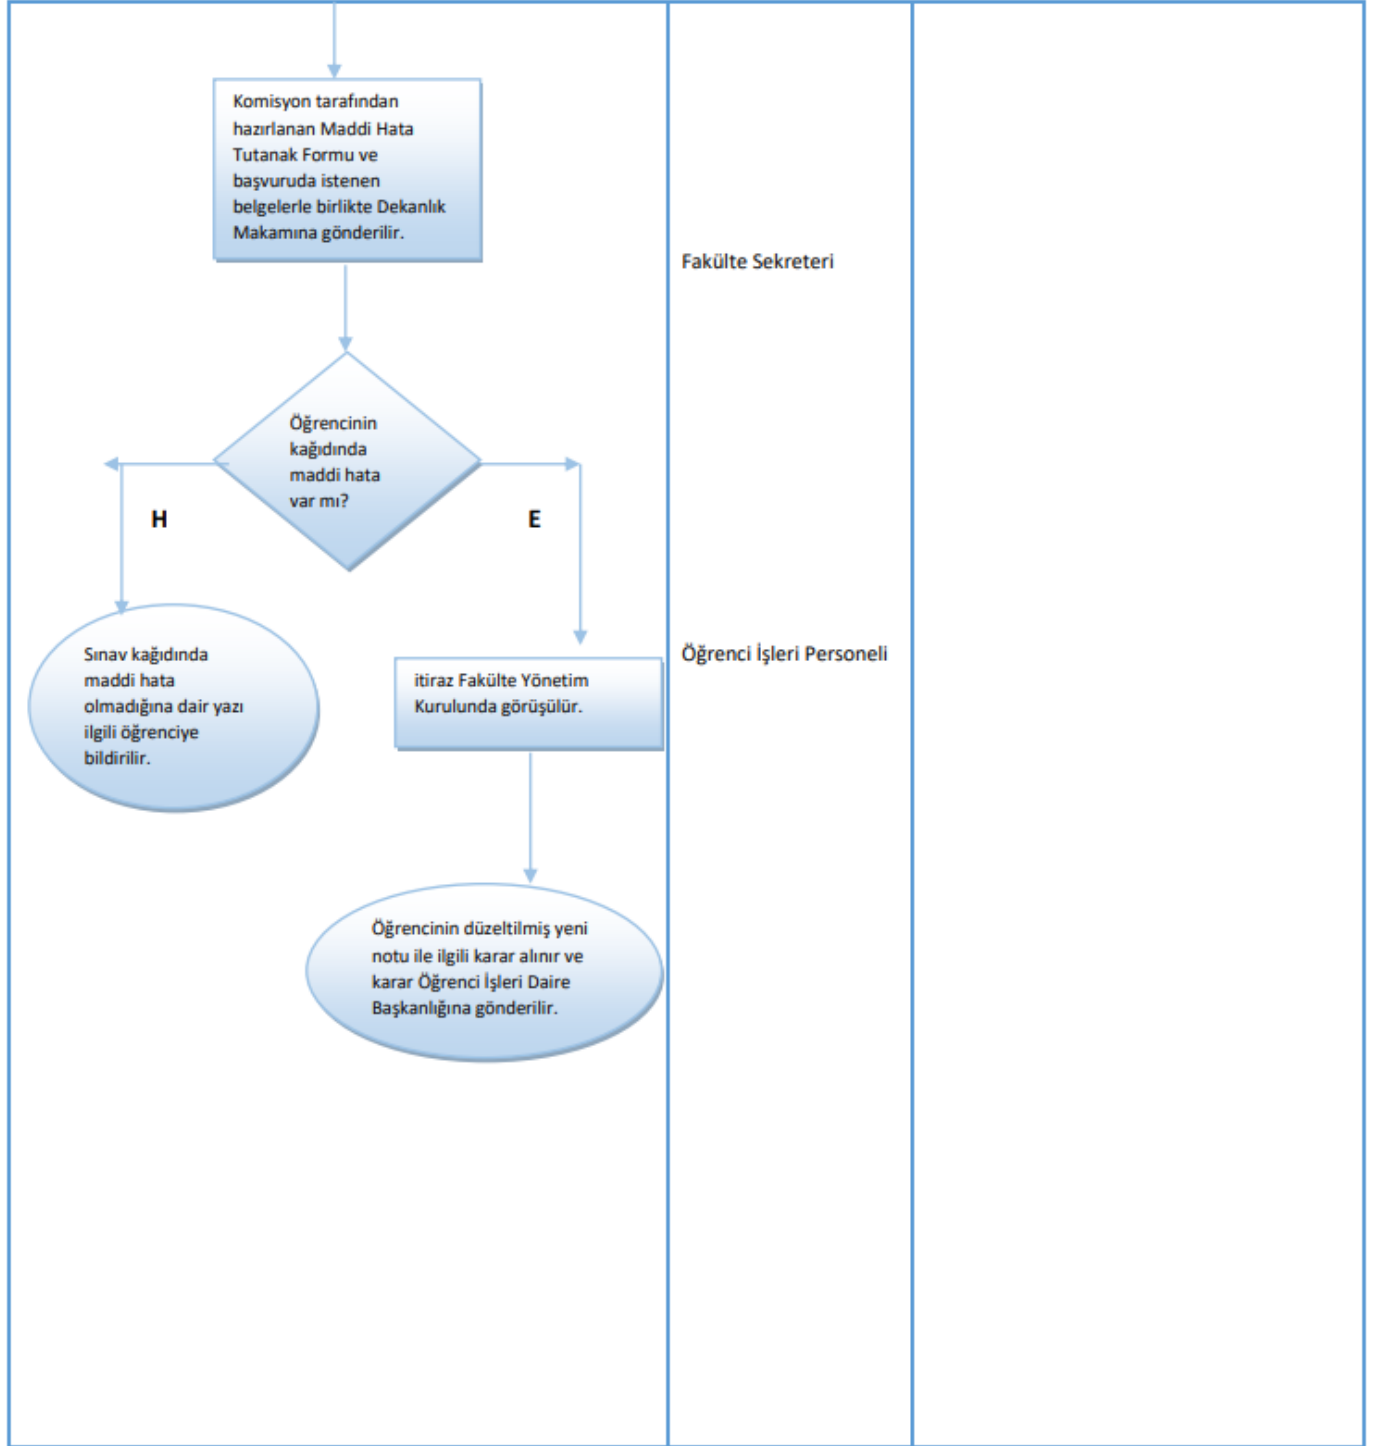 Komisyon tarafından
hazırlanan Maddi Hata
Tutanak Formu ve
başvuruda istenen
belgelerle birlikte Dekanlık
Makamına gönderilir.
Fakülte Sekreteri
Öğrencinin
kağıdında
maddi hata
var mı?
H
E
Sınav kağıdında
maddi hata
olmadığına dair yazı
ilgili öğrenciye
bildirilir.
itiraz Fakülte Yönetim
Kurulunda görüşülür.
Öğrenci İşleri Personeli
Öğrencinin düzeltilmiş yeni
notu ile ilgili karar alınır ve
karar Öğrenci İşleri Daire
Başkanlığına gönderilir.